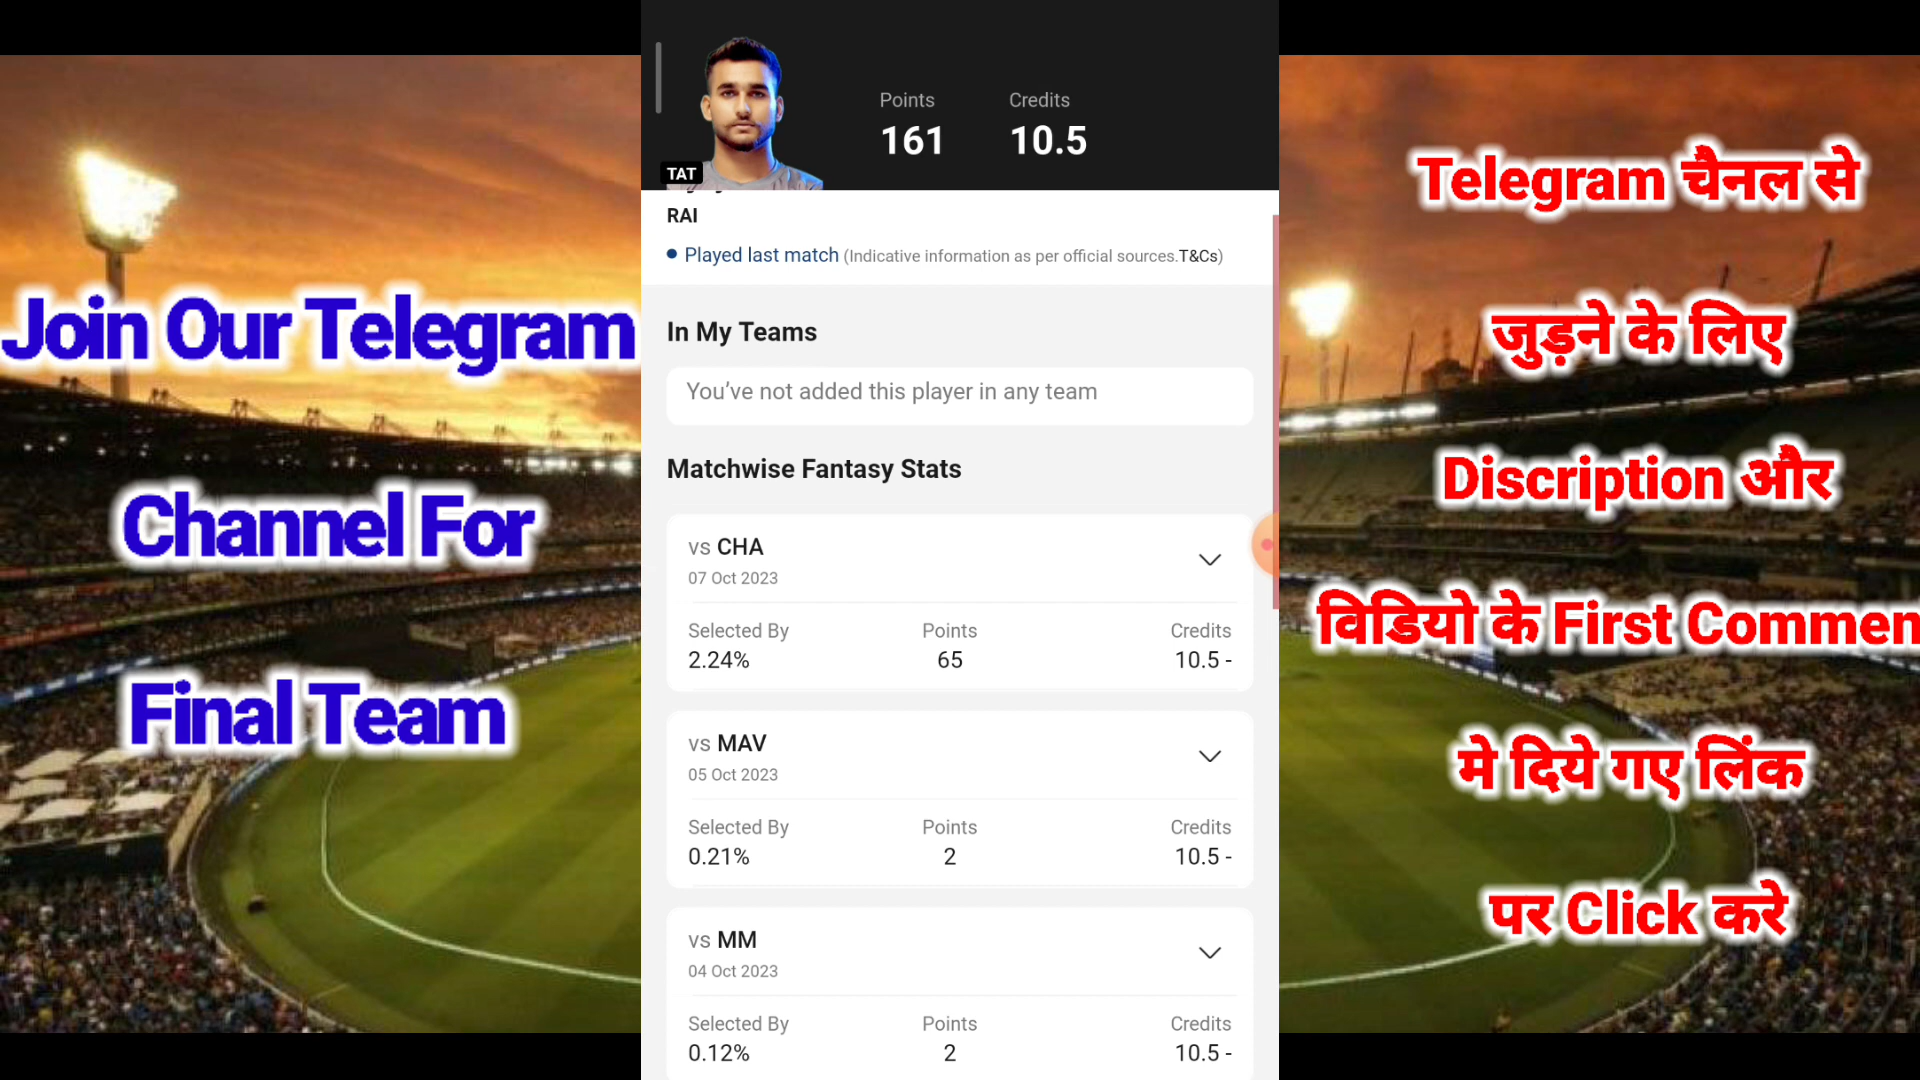 Join Our Telegram
Channel For
Final Team
Points
Credits
161
10.5
TAT
RAI
Played last match (Indicative information as per official sources.T&Cs)
In My Teams
You've not added this player in any team
Matchwise Fantasy Stats
vs CHA
07 Oct 2023
Selected By
Points
Credits
2.24%
65
10.5 -
vs MAV
05 Oct 2023
Selected By
Points
Credits
0.21%
2
10.5 -
vs MM
04 Oct 2023
Selected By
Points
Credits
0.12%
2
10.5 -
Telegram चैनल से
जुड़ने के लिए
Discription और
विडियो के First Commen
मे दिये गए लिंक
पर Click करे